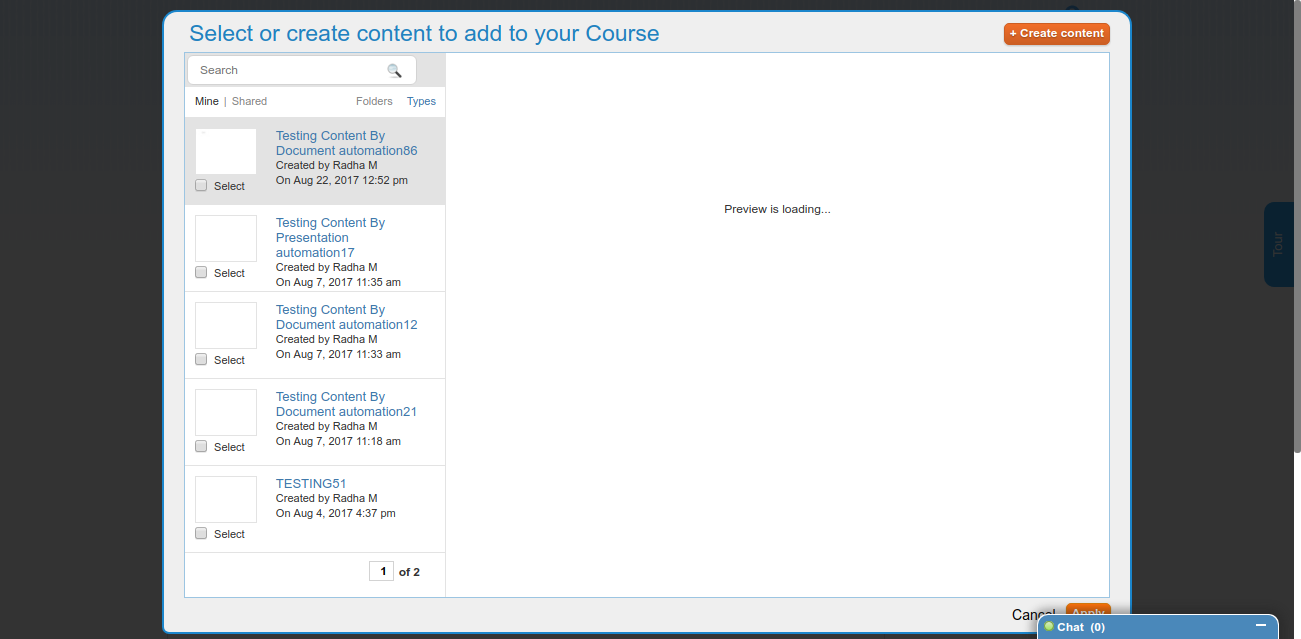 Select or create content to add to your Course
+ Create content
Search
Mine | Shared Folders Types
Testing Content By
Document automation86
Created by Radha M
On Aug 22, 2017 12:52 pm
Select
Testing Content By
Presentation
automation17
Created by Radha M
On Aug 7, 2017 11:35 am
Select
Testing Content By
Document automation12
Created by Radha M
On Aug 7, 2017 11:33 am
Select
Testing Content By
Document automation21
Created by Radha M
On Aug 7, 2017 11:18 am
Select
TESTING51
Created by Radha M
On Aug 4, 2017 4:37 pm
Select
1 of 2
Preview is loading...
Tour
Cancel Apply
Chat (0)